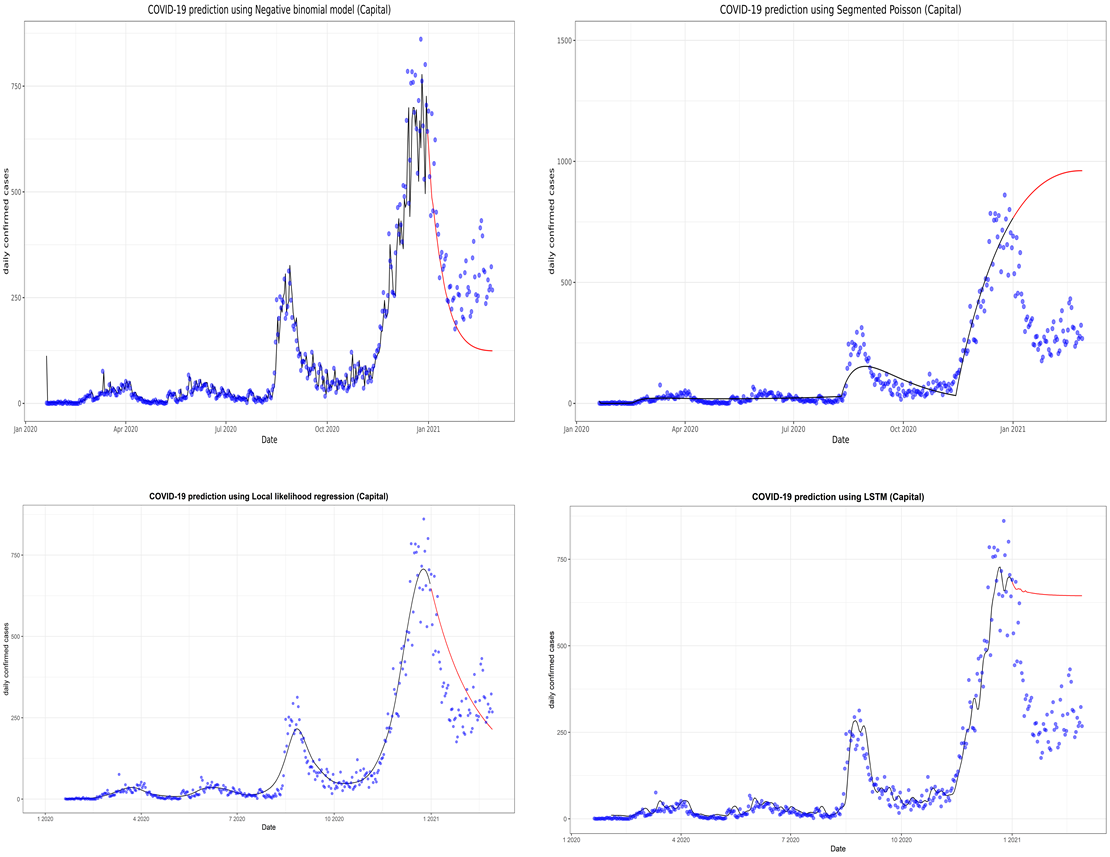 COVID-19 prediction using Negative binomial model (Capital)
daily confirmed cases
750
500
250
0
Jan 2020 Apr 2020 Jul 2020 Oct 2020 Jan 2021
Date
COVID-19 prediction using Segmented Poisson (Capital)
daily confirmed cases
1500
1000
500
0
Jan 2020 Apr 2020 Jul 2020 Oct 2020 Jan 2021
Date
COVID-19 prediction using Local likelihood regression (Capital)
daily confirmed cases
750
500
250
0
1 2020 4 2020 7 2020 10 2020 1 2021
Date
COVID-19 prediction using LSTM (Capital)
daily confirmed cases
750
500
250
0
1 2020 4 2020 7 2020 10 2020 1 2021
Date